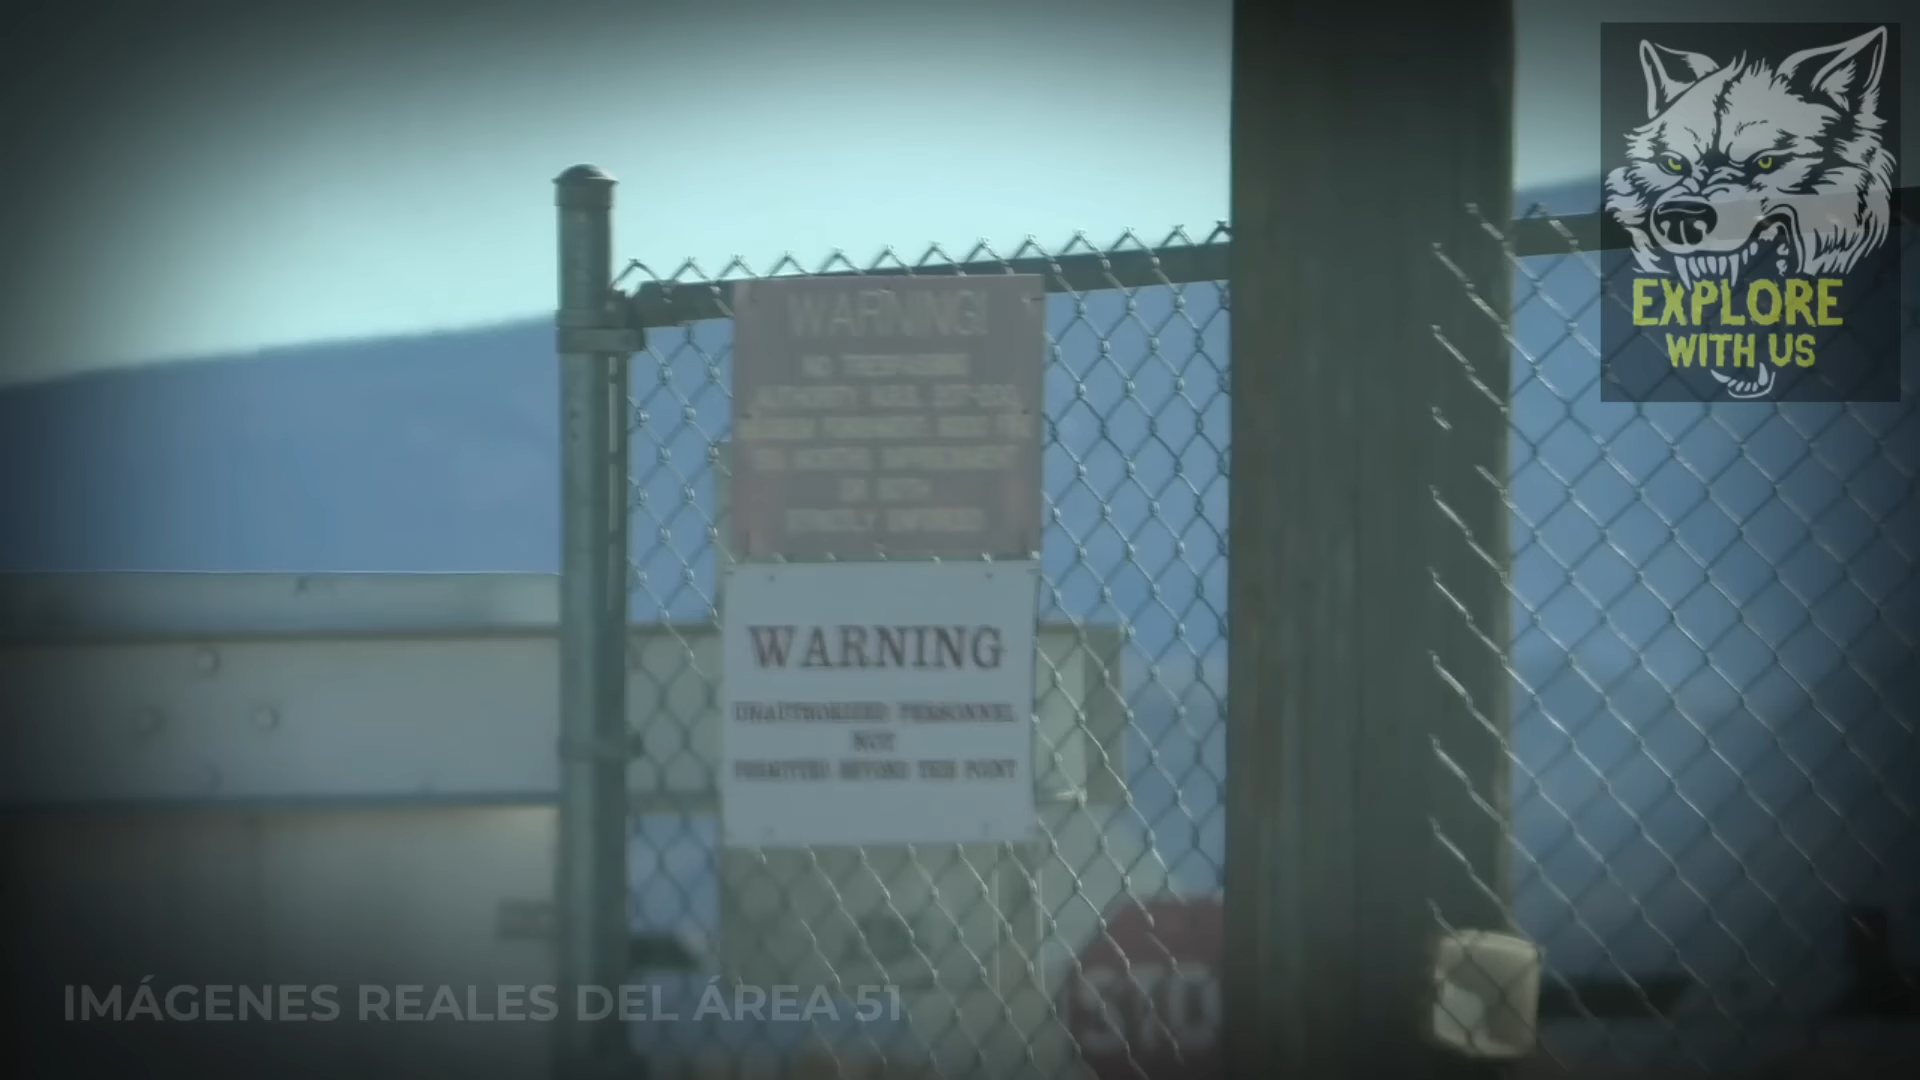 EXPLORE
WITH US
WARNING!
NO TRESPASSING
STRICTLY ENFORCED
WARNING
UNAUTHORIZED PERSONNEL
NOT
PERMITTED BEYOND THIS POINT
STO
IMÁGENES REALES DEL ÁREA 51